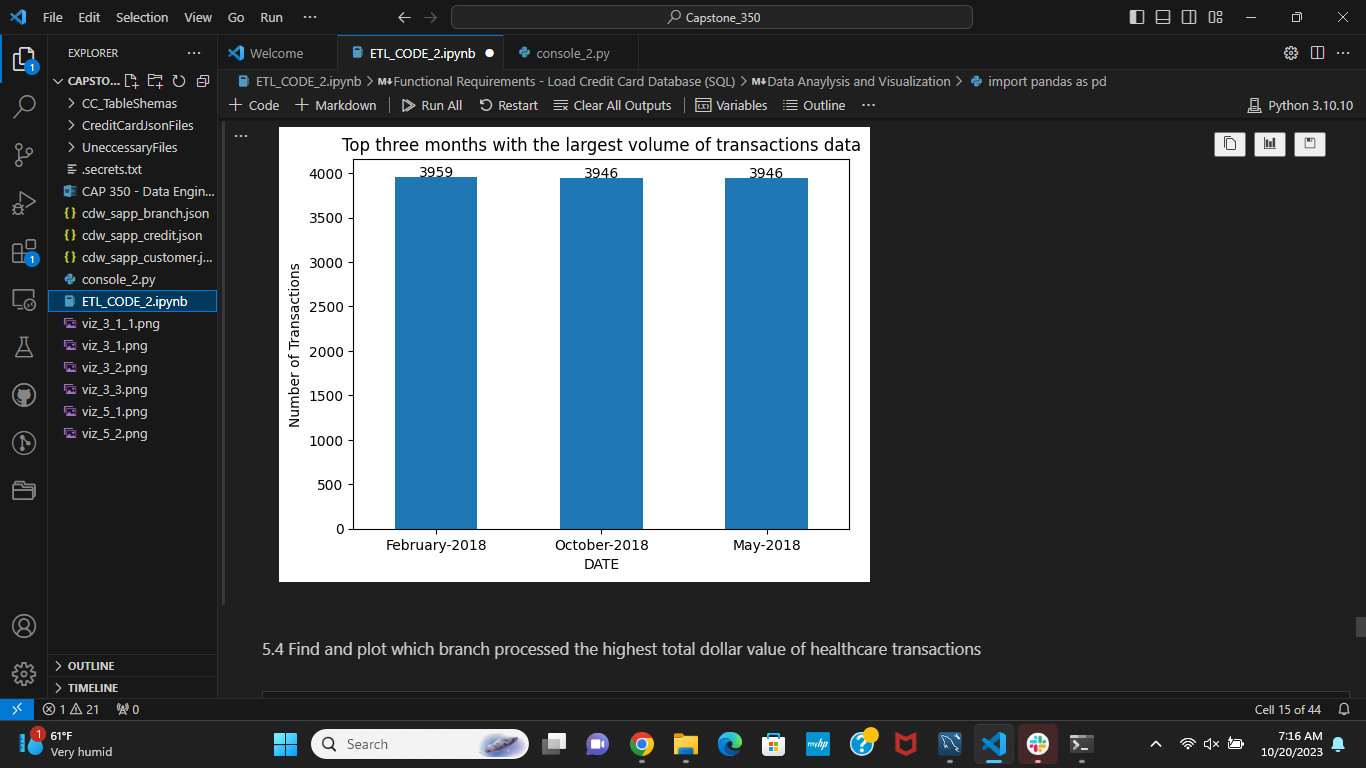 File Edit Selection View Go Run ···
Capstone_350
EXPLORER ···
Welcome
ETL_CODE_2.ipynb
console_2.py
CAPSTO...
CC_TableShemas
CreditCardJsonFiles
UneccessaryFiles
.secrets.txt
CAP 350 - Data Engin...
cdw_sapp_branch.json
cdw_sapp_credit.json
cdw_sapp_customer.j...
console_2.py
ETL_CODE_2.ipynb
viz_3_1_1.png
viz_3_1.png
viz_3_2.png
viz_3_3.png
viz_5_1.png
viz_5_2.png
OUTLINE
TIMELINE
ETL_CODE_2.ipynb > M↓Functional Requirements - Load Credit Card Database (SQL) > M↓Data Anaylysis and Visualization > import pandas as pd
+ Code + Markdown Run All Restart Clear All Outputs Variables Outline ···
Python 3.10.10
Top three months with the largest volume of transactions data
3959 3946 3946
4000
3500
3000
2500
2000
1500
1000
500
0
Number of Transactions
February-2018 October-2018 May-2018
DATE
5.4 Find and plot which branch processed the highest total dollar value of healthcare transactions
1 21 0
Cell 15 of 44
1
1
1
61°F
Very humid
Search
myhp
7:16 AM
10/20/2023